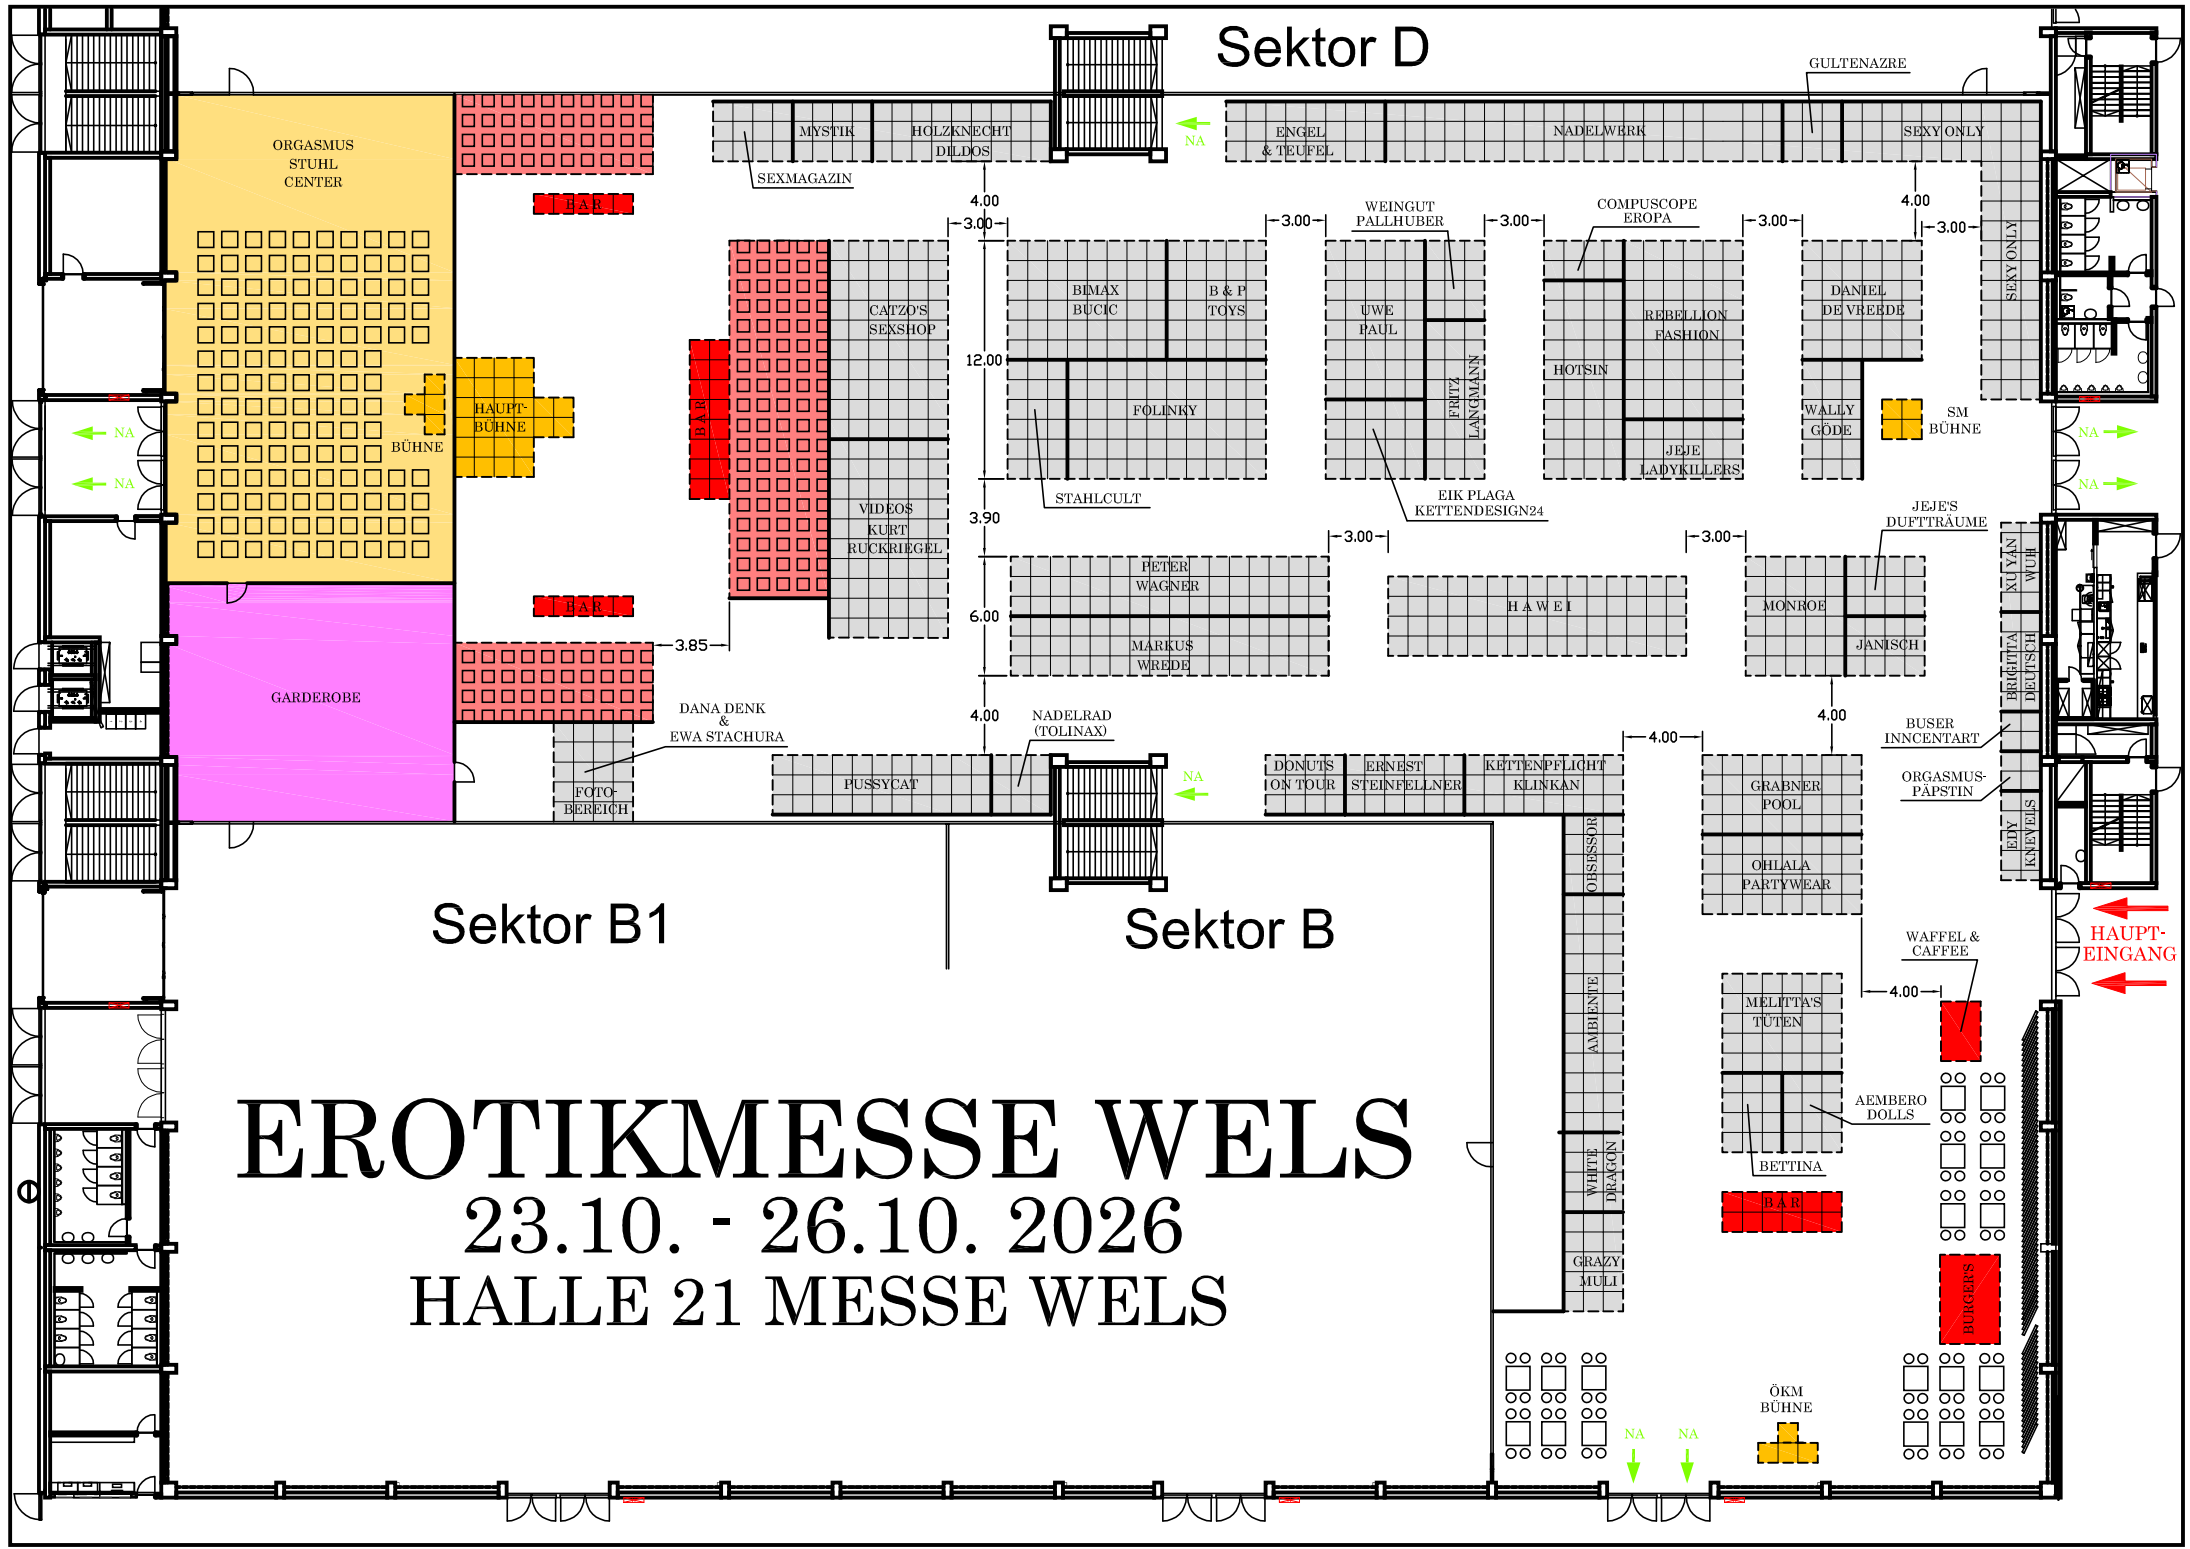 Sektor D
GULTENAZRE
ORGASMUS
STUHL
CENTER
MYSTIK
HOLZKNECHT
DILDOS
NA
ENGEL
& TEUFEL
NADELWERK
SEXY ONLY
SEXMAGAZIN
BAR
4.00
3.00
3.00
WEINGUT
PALLHUBER
3.00
COMPUSCOPE
EROPA
3.00
4.00
3.00
SEXY ONLY
CATZO'S
SEXSHOP
BIMAX
BUCIC
B & P
TOYS
UWE
PAUL
REBELLION
FASHION
DANIEL
DE VREEDE
12.00
HOTSIN
FRITZ
LANGMANN
HAUPT-
BÜHNE
BÜHNE
BAR
FOLINKY
WALLY
GÖDE
SM
BÜHNE
NA
NA
NA
NA
JEJE
LADYKILLERS
STAHLCULT
EIK PLAGA
KETTENDESIGN24
VIDEOS
KURT
RUCKRIEGEL
3.90
3.00
3.00
JEJE'S
DUFTTRÄUME
XU YAN
WUH
PETER
WAGNER
BAR
HAWEI
MONROE
6.00
3.85
MARKUS
WREDE
JANISCH
BRIGITTA
DEUTSCH
GARDEROBE
DANA DENK
&
EWA STACHURA
4.00
NADELRAD
(TOLINAX)
4.00
4.00
BUSER
INNCENTART
PUSSYCAT
FOTO-
BEREICH
NA
DONUTS
ON TOUR
ERNEST
STEINFELLNER
KETTENPFLICHT
KLINKAN
GRABNER
POOL
ORGASMUS-
PÄPSTIN
EDY
KNEVELS
OBSESSOR
OHLALA
PARTYWEAR
Sektor B1
Sektor B
WAFFEL &
CAFFEE
HAUPT-
EINGANG
4.00
AMBIENTE
MELITTA'S
TÜTEN
AEMBERO
DOLLS
EROTIKMESSE WELS
23.10. - 26.10. 2026
HALLE 21 MESSE WELS
WHITE
DRAGON
BETTINA
BAR
GRAZY
MULI
BURGER'S
ÖKM
BÜHNE
NA
NA